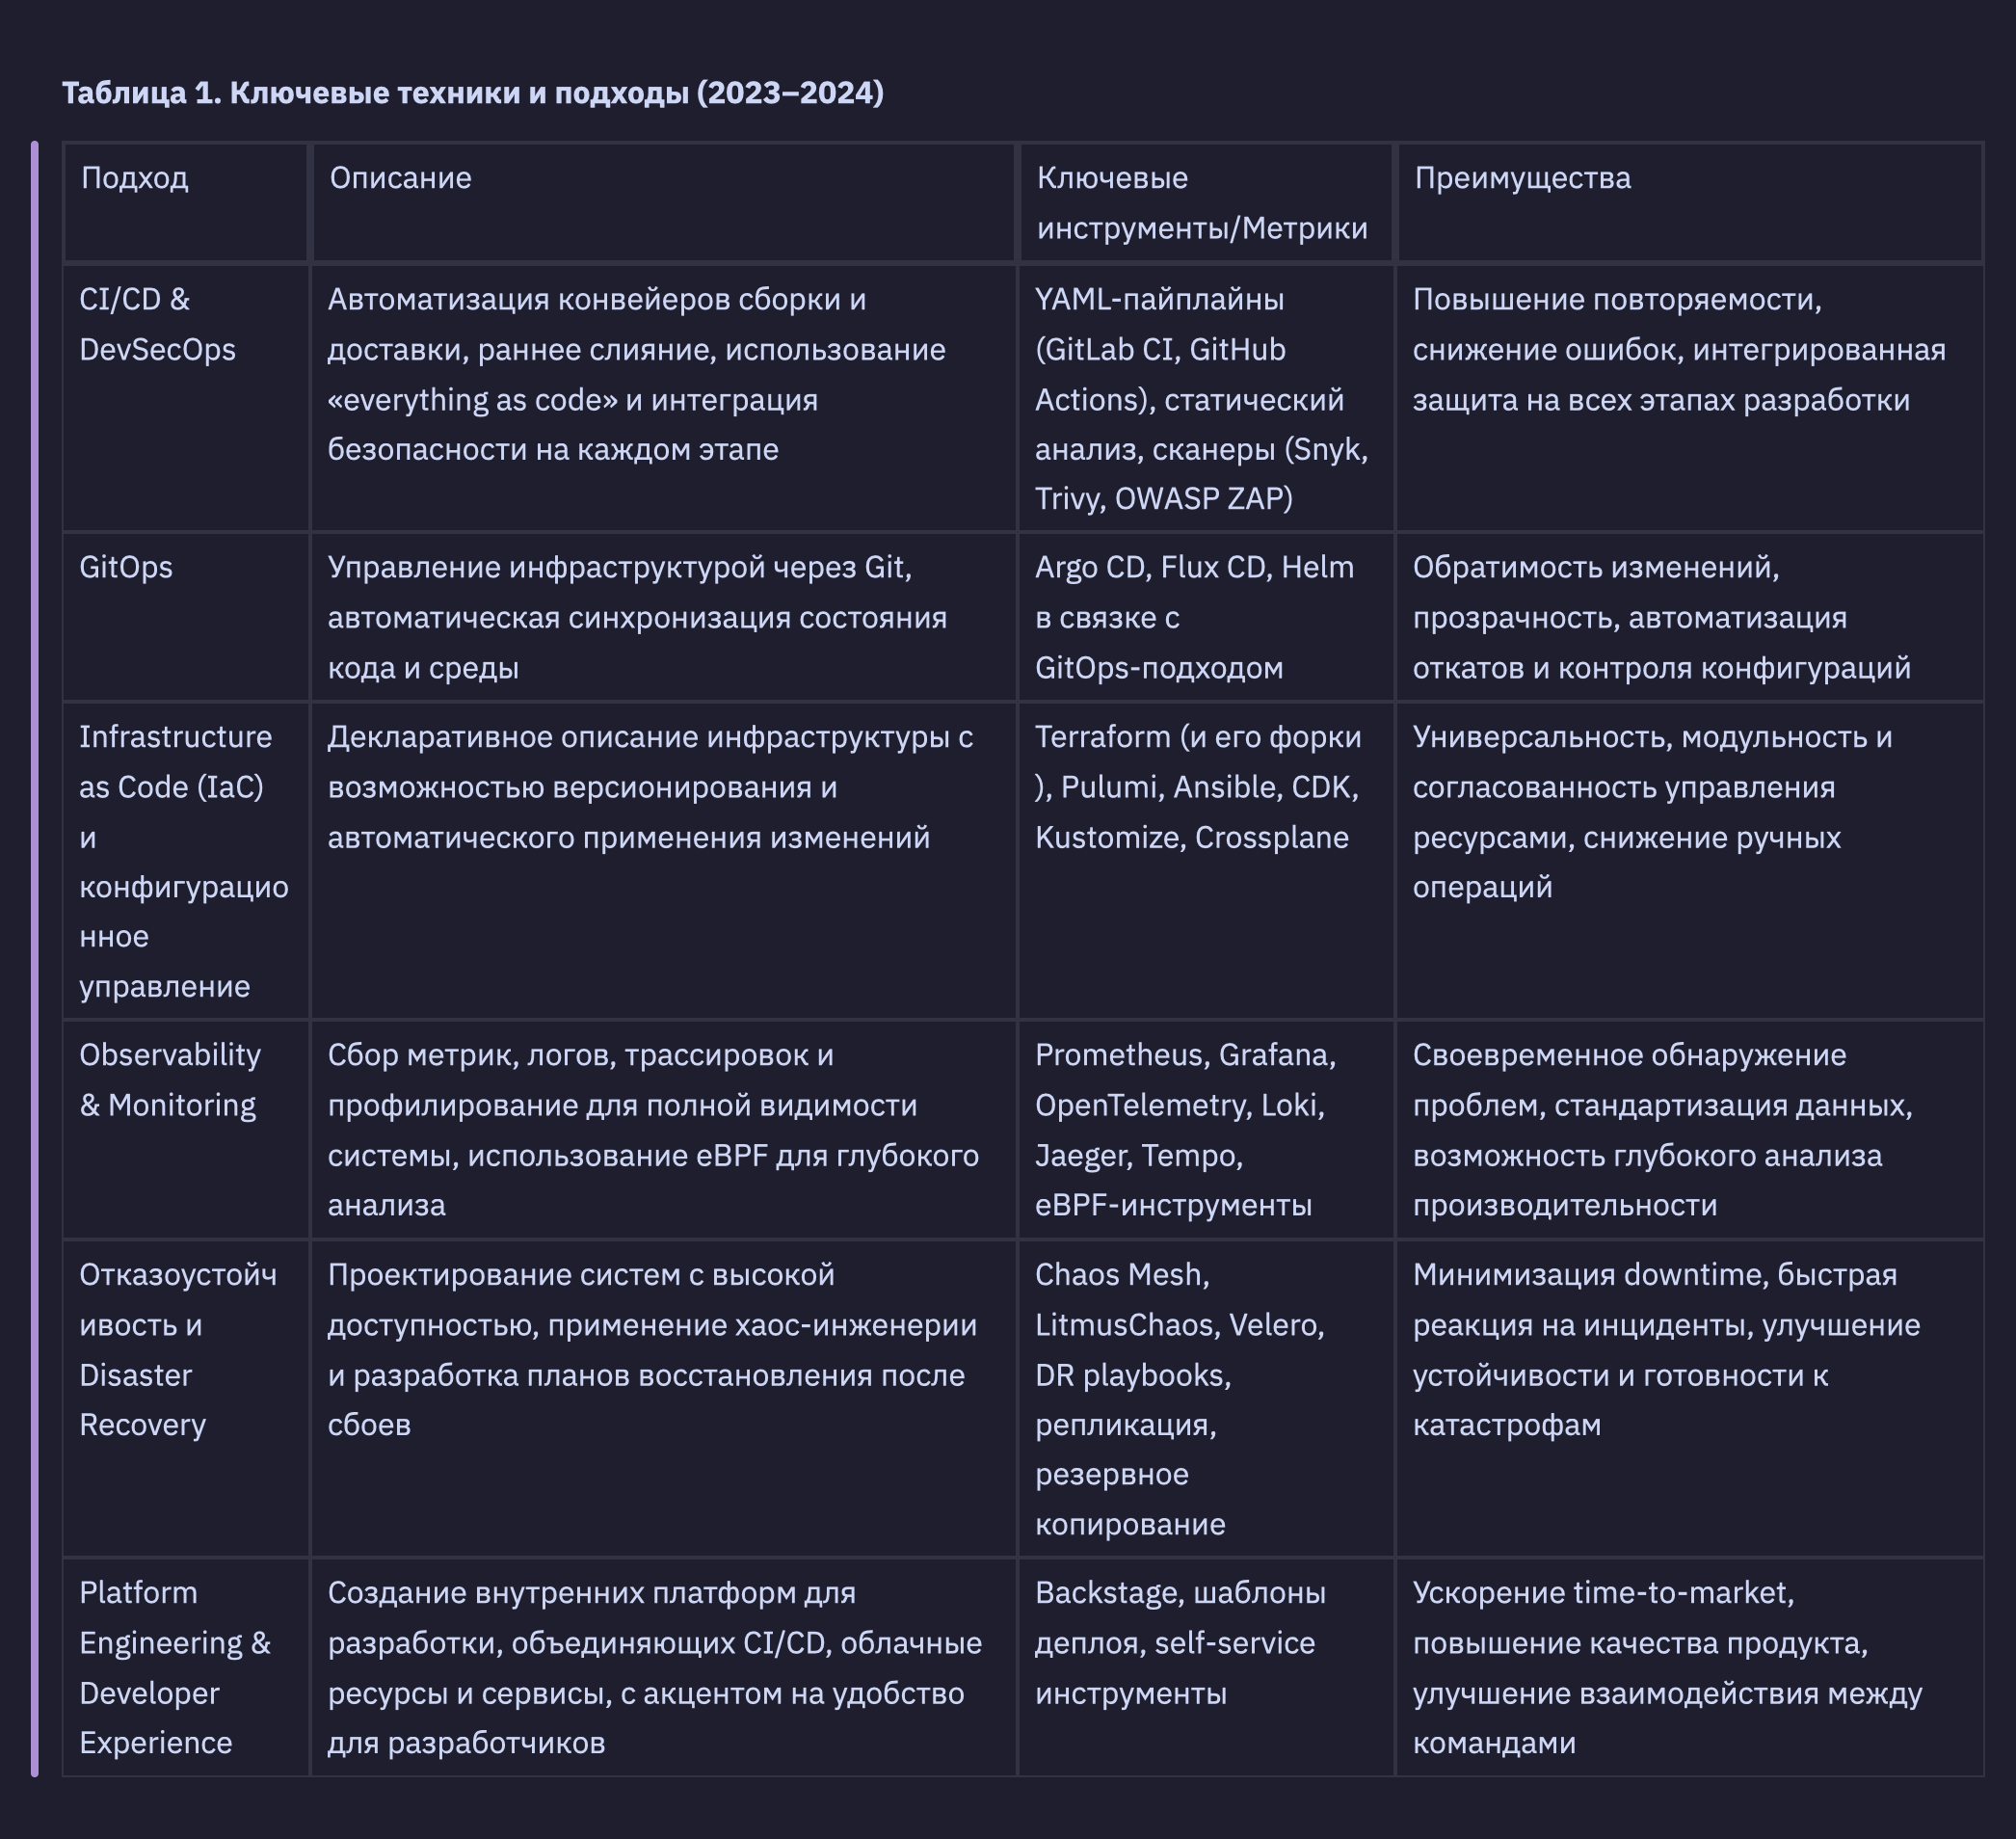 Таблица 1. Ключевые техники и подходы (2023–2024)
Подход
Описание
Ключевые
инструменты/Метрики
Преимущества
CI/CD &
DevSecOps
Автоматизация конвейеров сборки и
доставки, раннее слияние, использование
«everything as code» и интеграция
безопасности на каждом этапе
YAML-пайплайны
(GitLab CI, GitHub
Actions), статический
анализ, сканеры (Snyk,
Trivy, OWASP ZAP)
Повышение повторяемости,
снижение ошибок, интегрированная
защита на всех этапах разработки
GitOps
Управление инфраструктурой через Git,
автоматическая синхронизация состояния
кода и среды
Argo CD, Flux CD, Helm
в связке с
GitOps-подходом
Обратимость изменений,
прозрачность, автоматизация
откатов и контроля конфигураций
Infrastructure
as Code (IaC)
и
конфигурацио
нное
управление
Декларативное описание инфраструктуры с
возможностью версионирования и
автоматического применения изменений
Terraform (и его форки
), Pulumi, Ansible, CDK,
Kustomize, Crossplane
Универсальность, модульность и
согласованность управления
ресурсами, снижение ручных
операций
Observability
& Monitoring
Сбор метрик, логов, трассировок и
профилирование для полной видимости
системы, использование eBPF для глубокого
анализа
Prometheus, Grafana,
OpenTelemetry, Loki,
Jaeger, Tempo,
eBPF-инструменты
Своевременное обнаружение
проблем, стандартизация данных,
возможность глубокого анализа
производительности
Отказоустойч
ивость и
Disaster
Recovery
Проектирование систем с высокой
доступностью, применение хаос-инженерии
и разработка планов восстановления после
сбоев
Chaos Mesh,
LitmusChaos, Velero,
DR playbooks,
репликация,
резервное
копирование
Минимизация downtime, быстрая
реакция на инциденты, улучшение
устойчивости и готовности к
катастрофам
Platform
Engineering &
Developer
Experience
Создание внутренних платформ для
разработки, объединяющих CI/CD, облачные
ресурсы и сервисы, с акцентом на удобство
для разработчиков
Backstage, шаблоны
деплоя, self-service
инструменты
Ускорение time-to-market,
повышение качества продукта,
улучшение взаимодействия между
командами